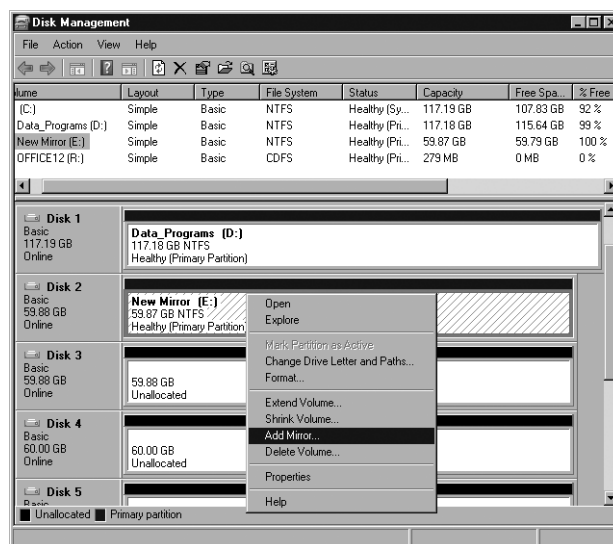 Disk Management
File Action View Help
lume Layout Type File System Status Capacity Free Spa... % Free
(C:) Simple Basic NTFS Healthy (Sy... 117.19 GB 107.83 GB 92 %
Data_Programs (D:) Simple Basic NTFS Healthy (Pri... 117.18 GB 115.64 GB 99 %
New Mirror (E:) Simple Basic NTFS Healthy (Pri... 59.87 GB 59.79 GB 100 %
OFFICE12 (R:) Simple Basic CDFS Healthy (Pri... 279 MB 0 MB 0 %
Disk 1
Basic
117.19 GB
Online
Data_Programs (D:)
117.18 GB NTFS
Healthy (Primary Partition)
Disk 2
Basic
59.88 GB
Online
New Mirror (E:)
59.87 GB NTFS
Healthy (Primary Partition
Open
Explore
Mark Partition as Active
Change Drive Letter and Paths...
Format...
Extend Volume...
Shrink Volume...
Add Mirror...
Delete Volume...
Properties
Help
Disk 3
Basic
59.88 GB
Online
59.88 GB
Unallocated
Disk 4
Basic
60.00 GB
Online
60.00 GB
Unallocated
Disk 5
Basic
Unallocated Primary partition